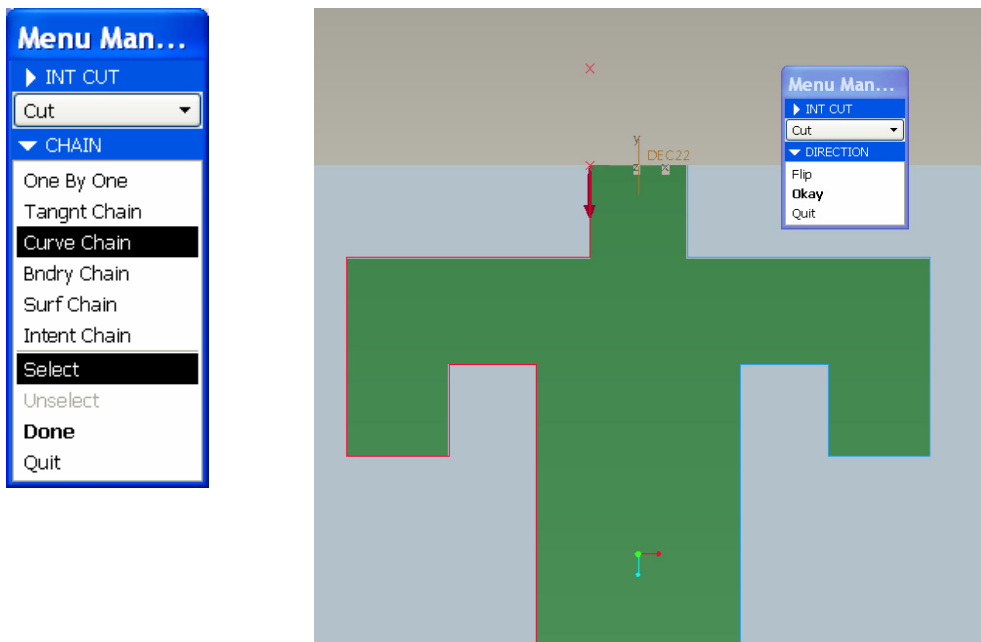 Menu Man...
INT CUT
Cut
CHAIN
One By One
Tangnt Chain
Curve Chain
Bndry Chain
Surf Chain
Intent Chain
Select
Unselect
Done
Quit
y
DEC22
z x
Menu Man...
INT CUT
Cut
DIRECTION
Flip
Okay
Quit